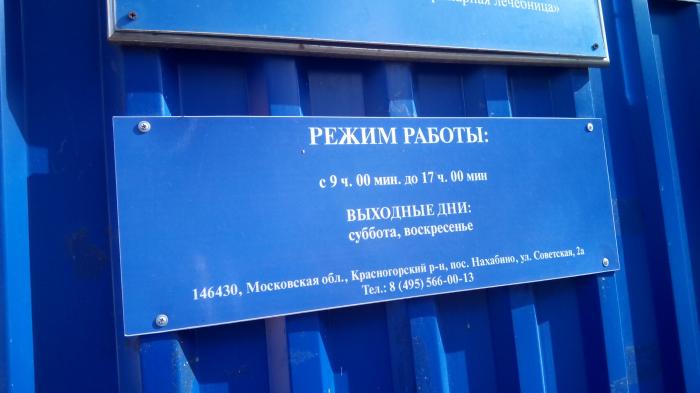 лечебница»
РЕЖИМ РАБОТЫ:
с 9 ч. 00 мин. до 17 ч. 00 мин
ВЫХОДНЫЕ ДНИ:
суббота, воскресенье
146430, Московская обл., Красногорский р-н, пос. Нахабино, ул. Советская, 2а
Тел.: 8 (495) 566-00-13